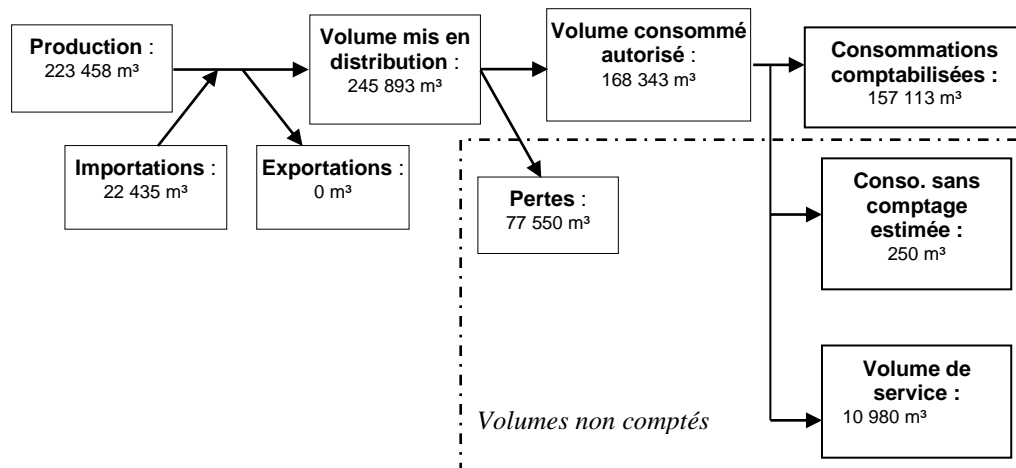 Production :
223 458 m³
Volume mis en
distribution :
245 893 m³
Volume consommé
autorisé :
168 343 m³
Consommations
comptabilisées :
157 113 m³
Importations :
22 435 m³
Exportations :
0 m³
Pertes :
77 550 m³
Conso. sans
comptage
estimée :
250 m³
Volume de
service :
10 980 m³
Volumes non comptés